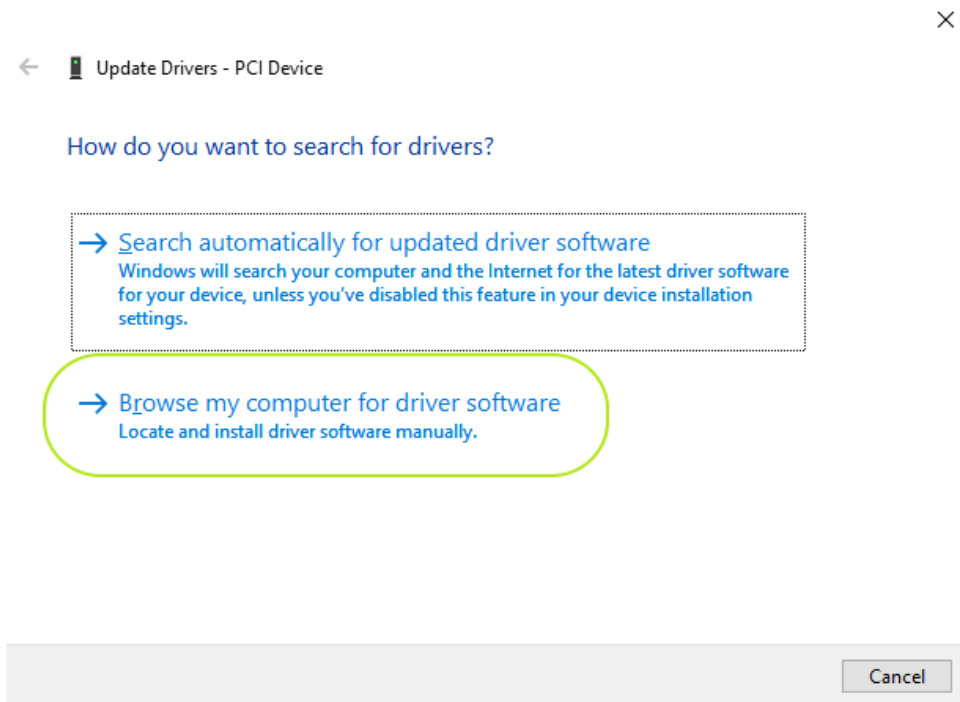 Update Drivers - PCI Device
How do you want to search for drivers?
Search automatically for updated driver software
Windows will search your computer and the Internet for the latest driver software
for your device, unless you've disabled this feature in your device installation
settings.
Browse my computer for driver software
Locate and install driver software manually.
Cancel